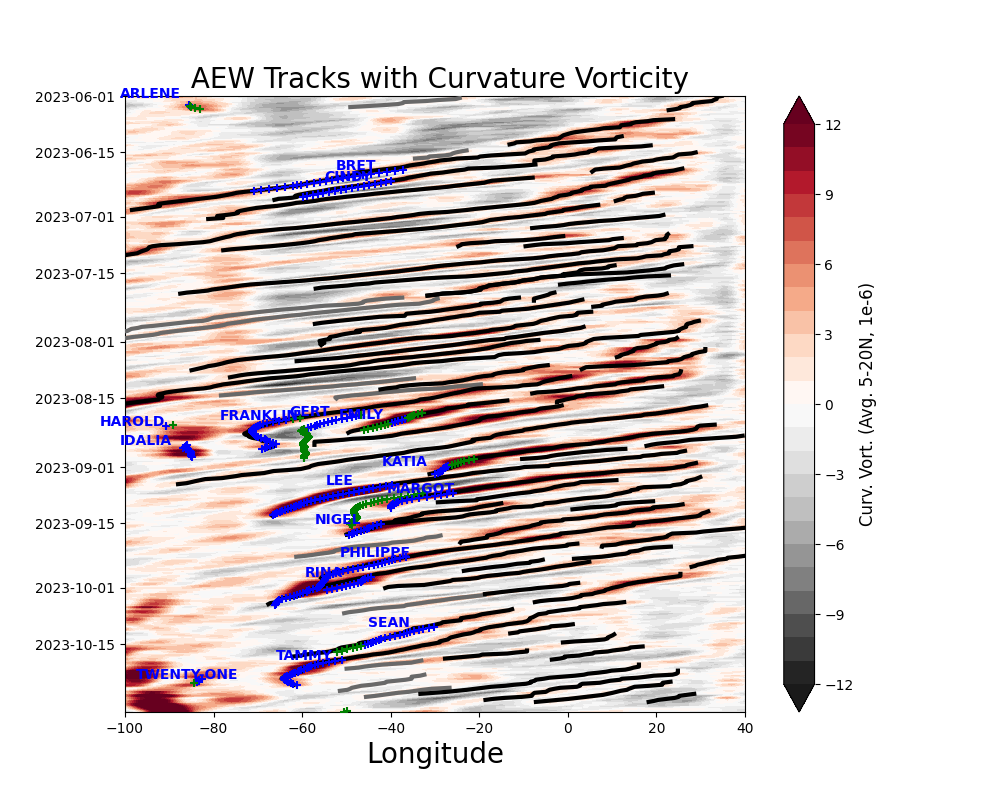 AEW Tracks with Curvature Vorticity
2023-06-01
2023-06-15
2023-07-01
2023-07-15
2023-08-01
2023-08-15
2023-09-01
2023-09-15
2023-10-01
2023-10-15
ARLENE
BRET
CINDY
HAROLD
FRANKLIN
GERT
EMILY
IDALIA
KATIA
LEE
MARGOT
NIGEL
PHILIPPE
RINA
SEAN
TAMMY
TWENTY-ONE
−100
−80
−60
−40
−20
0
20
40
Longitude
12
9
6
3
0
−3
−6
−9
−12
Curv. Vort. (Avg. 5-20N, 1e-6)